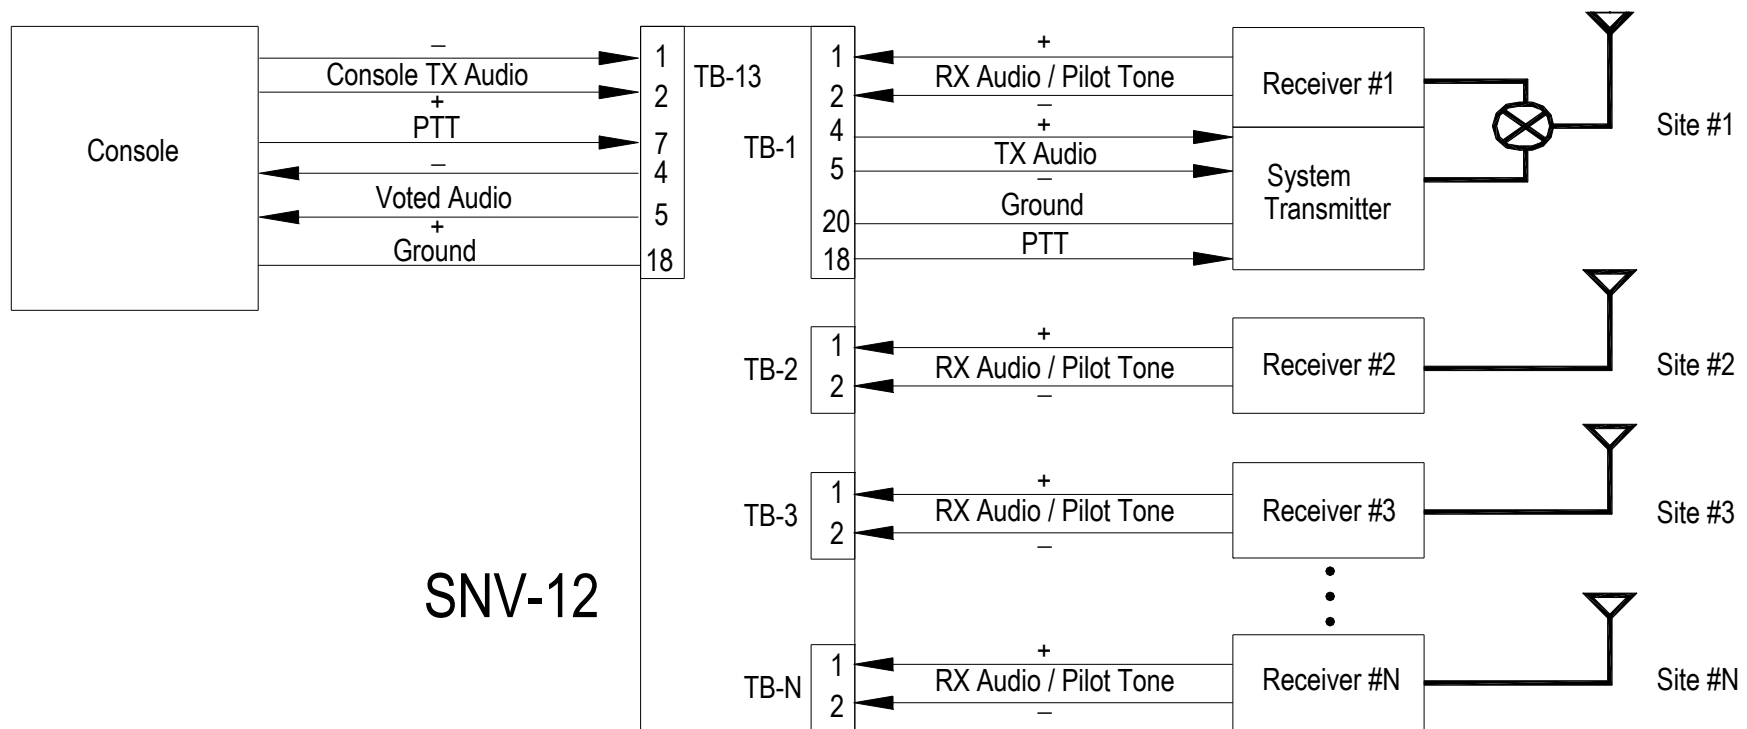 Console
–
Console TX Audio
+
PTT
–
Voted Audio
+
Ground
1
2
7
4
5
18
TB-13
SNV-12
TB-1
1
2
4
5
20
18
+
RX Audio / Pilot Tone
–
+
TX Audio
–
Ground
PTT
Receiver #1
System
Transmitter
Site #1
TB-2
1
2
+
RX Audio / Pilot Tone
–
Receiver #2
Site #2
TB-3
1
2
+
RX Audio / Pilot Tone
–
Receiver #3
Site #3
TB-N
1
2
+
RX Audio / Pilot Tone
–
Receiver #N
Site #N